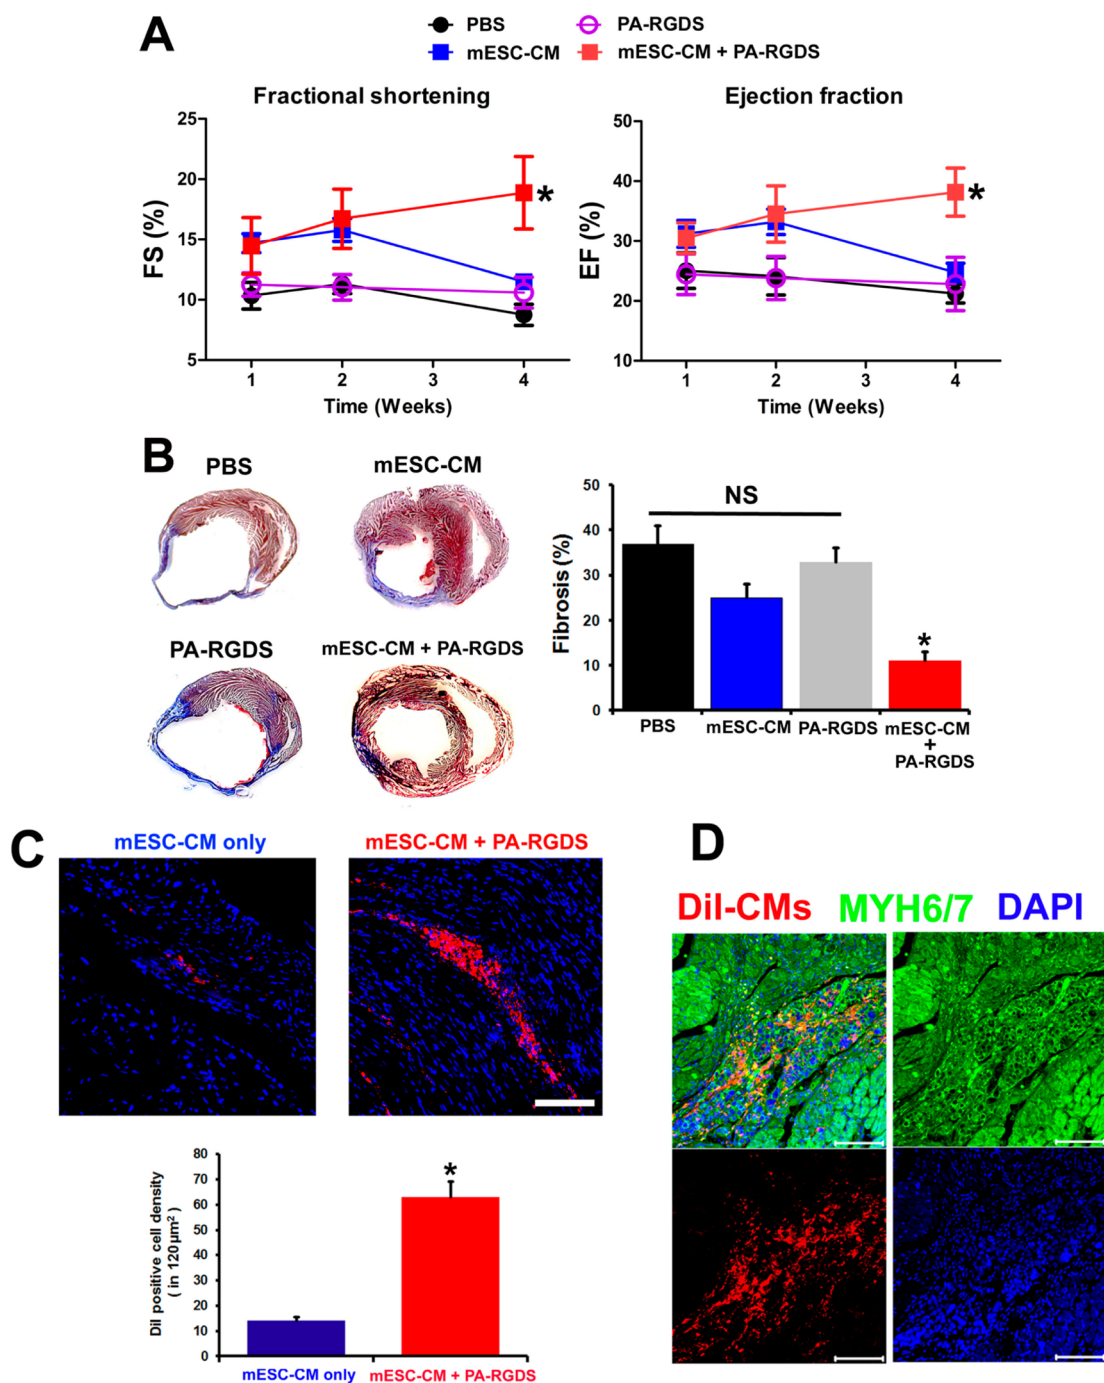 A
PBS
PA-RGDS
mESC-CM
mESC-CM + PA-RGDS
Fractional shortening
FS (%)
25
20
15
10
5
1
2
3
4
Time (Weeks)
*
Ejection fraction
EF (%)
50
40
30
20
10
1
2
3
4
Time (Weeks)
*
B
PBS
mESC-CM
PA-RGDS
mESC-CM + PA-RGDS
Fibrosis (%)
50
40
30
20
10
0
NS
*
PBS
mESC-CM
PA-RGDS
mESC-CM
+
PA-RGDS
C
mESC-CM only
mESC-CM + PA-RGDS
Dil positive cell density
( in 120µm²)
80
70
60
50
40
30
20
10
0
*
mESC-CM only
mESC-CM + PA-RGDS
D
Dil-CMs MYH6/7 DAPI